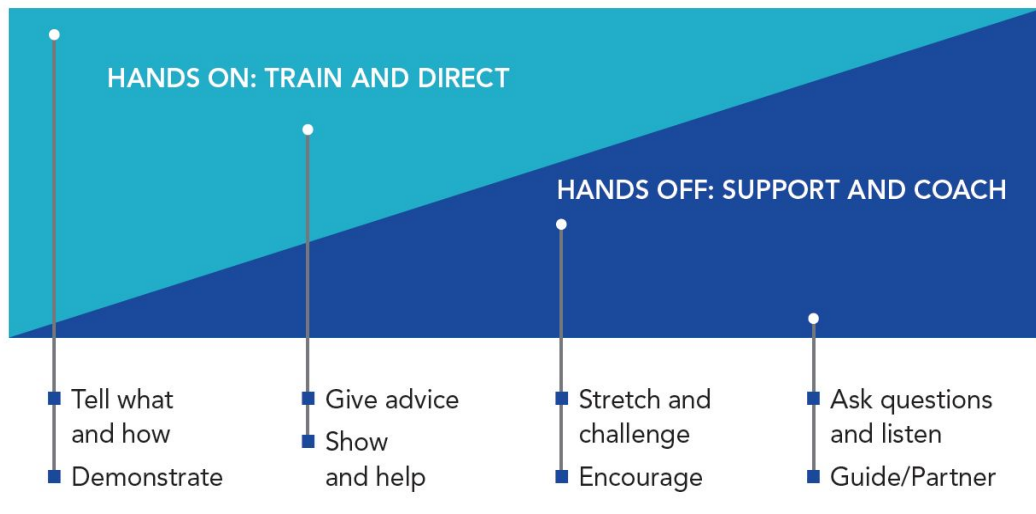 HANDS ON: TRAIN AND DIRECT
HANDS OFF: SUPPORT AND COACH
Tell what
and how
Demonstrate
Give advice
Show
and help
Stretch and
challenge
Encourage
Ask questions
and listen
Guide/Partner